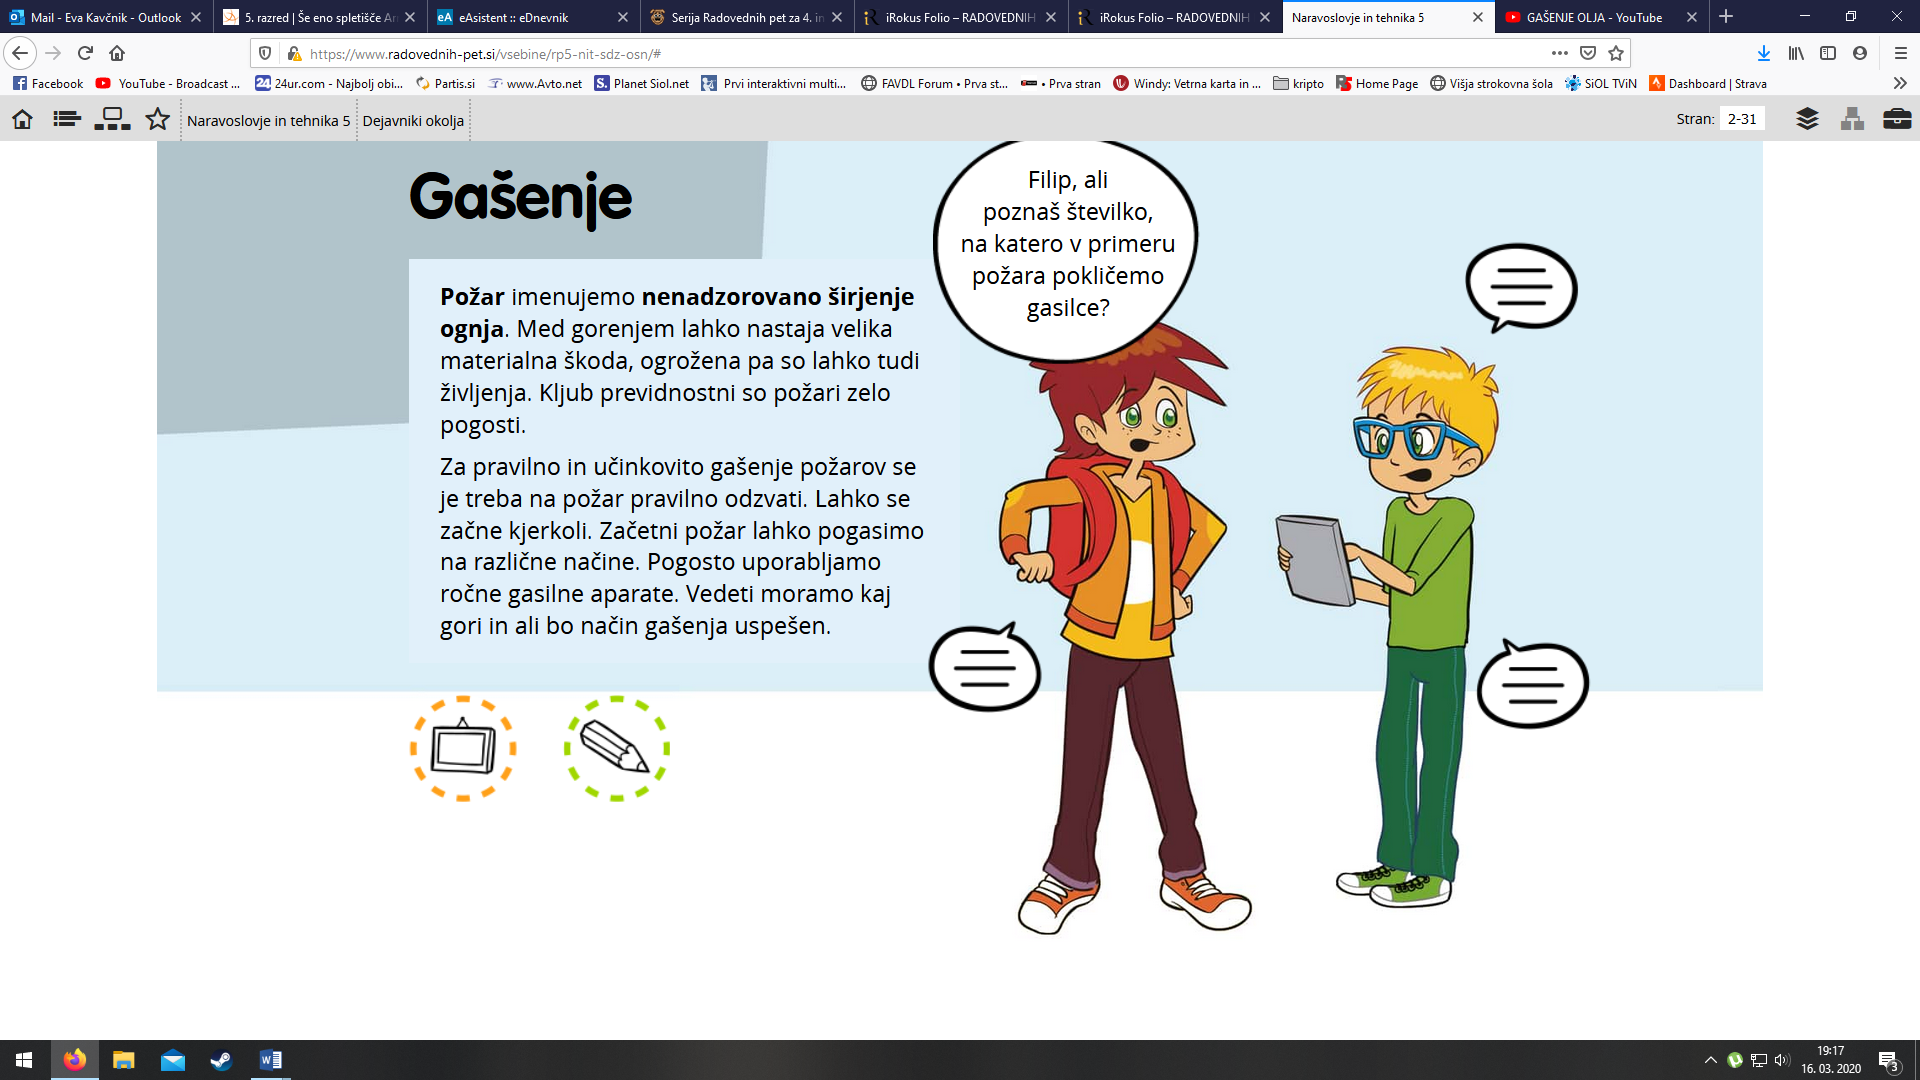 Mail - Eva Kavčnik - Outlook
5. razred | Še eno spletišče Arn
eAsistent :: eDnevnik
Serija Radovednih pet za 4. in
iRokus Folio – RADOVEDNIH
iRokus Folio – RADOVEDNIH
Naravoslovje in tehnika 5
GAŠENJE OLJA - YouTube
https://www.radovednih-pet.si/vsebine/rp5-nit-sdz-osn/#
Facebook
YouTube - Broadcast ...
24ur.com - Najbolj obi...
Partis.si
www.Avto.net
Planet Siol.net
Prvi interaktivni multi...
FAVDL Forum • Prva st...
• Prva stran
Windy: Vetrna karta in ...
kripto
Home Page
Višja strokovna šola
SiOL TViN
Dashboard | Strava
Naravoslovje in tehnika 5
Dejavniki okolja
Stran: 2-31
Gašenje
Požar imenujemo nenadzorovano širjenje
ognja. Med gorenjem lahko nastaja velika
materialna škoda, ogrožena pa so lahko tudi
življenja. Kljub previdnostni so požari zelo
pogosti.
Za pravilno in učinkovito gašenje požarov se
je treba na požar pravilno odzvati. Lahko se
začne kjerkoli. Začetni požar lahko pogasimo
na različne načine. Pogosto uporabljamo
ročne gasilne aparate. Vedeti moramo kaj
gori in ali bo način gašenja uspešen.
Filip, ali
poznaš številko,
na katero v primeru
požara pokličemo
gasilce?
19:17
16. 03. 2020
3